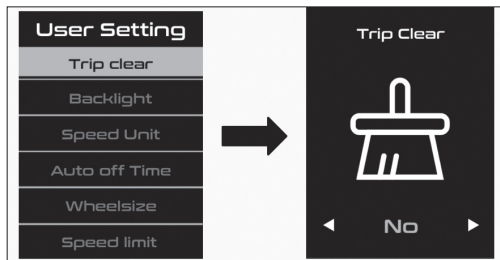 User Setting
Trip clear
Backlight
Speed Unit
Auto off Time
Wheelsize
Speed limit
Trip Clear
No